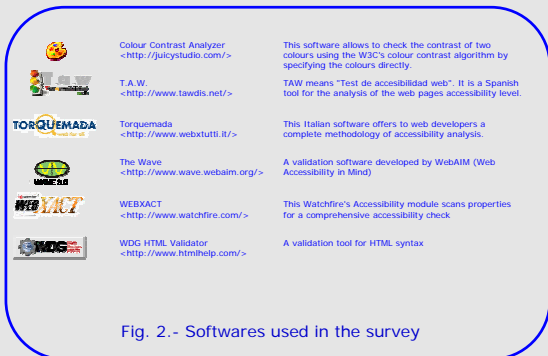 Colour Contrast Analyzer
<http://juicystudio.com/>
This software allows to check the contrast of two
colours using the W3C's colour contrast algorithm by
specifying the colours directly.
Taw
T.A.W.
<http://www.tawdis.net/>
TAW means "Test de accesibilidad web". It is a Spanish
tool for the analysis of the web pages accessibility level.
TORQUEMADA
Torquemada
<http://www.webxtutti.it/>
This Italian software offers to web developers a
complete methodology of accessibility analysis.
The Wave
<http://www.wave.webaim.org/>
A validation software developed by WebAIM (Web
Accessibility in Mind)
WEBXACT
WEBXACT
<http://www.watchfire.com/>
This Watchfire's Accessibility module scans properties
for a comprehensive accessibility check
WDG
WDG HTML Validator
<http://www.htmlhelp.com/>
A validation tool for HTML syntax
Fig. 2.- Softwares used in the survey